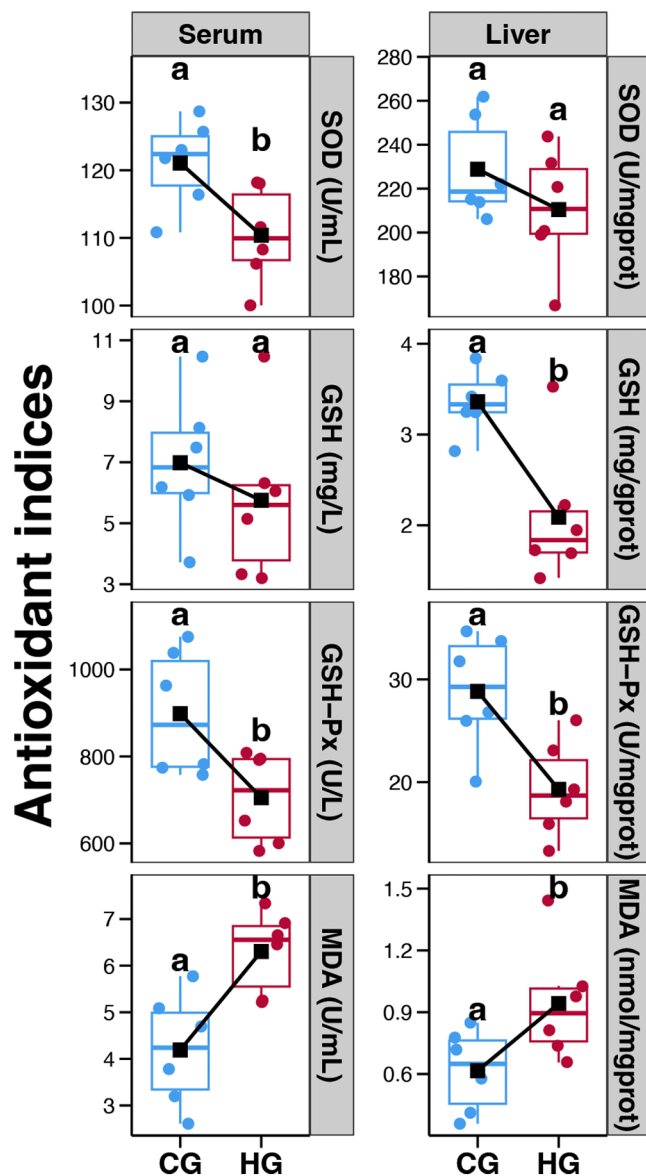 Antioxidant indices
Serum
Liver
130
120
110
100
a
b
SOD (U/mL)
280
260
240
220
200
180
a
a
SOD (U/mgprot)
11
9
7
5
3
a
a
GSH (mg/L)
4
3
2
a
b
GSH (mg/gprot)
1000
800
600
a
b
GSH–Px (U/L)
30
20
a
b
GSH–Px (U/mgprot)
7
6
5
4
3
a
b
MDA (U/mL)
1.5
1.2
0.9
0.6
a
b
MDA (nmol/mgprot)
CG HG
CG HG